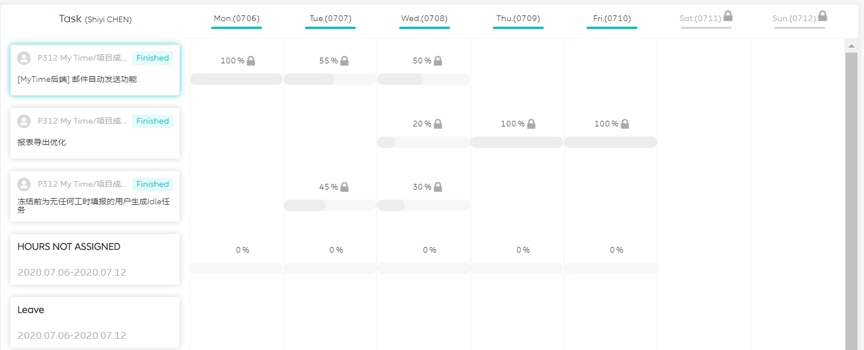 Task (Shiyi CHEN) Mon.(0706) Tue.(0707) Wed.(0708) Thu.(0709) Fri.(0710) Sat.(0711) Sun.(0712)
P312 My Time/项目成... Finished
[MyTime后端] 邮件自动发送功能
100 % 55 % 50 %
P312 My Time/项目成... Finished
报表导出优化
20 % 100 % 100 %
P312 My Time/项目成... Finished
冻结前为无任何工时填报的用户生成Idle任
务
45 % 30 %
HOURS NOT ASSIGNED
2020.07.06-2020.07.12
0 % 0 % 0 % 0 % 0 %
Leave
2020.07.06-2020.07.12